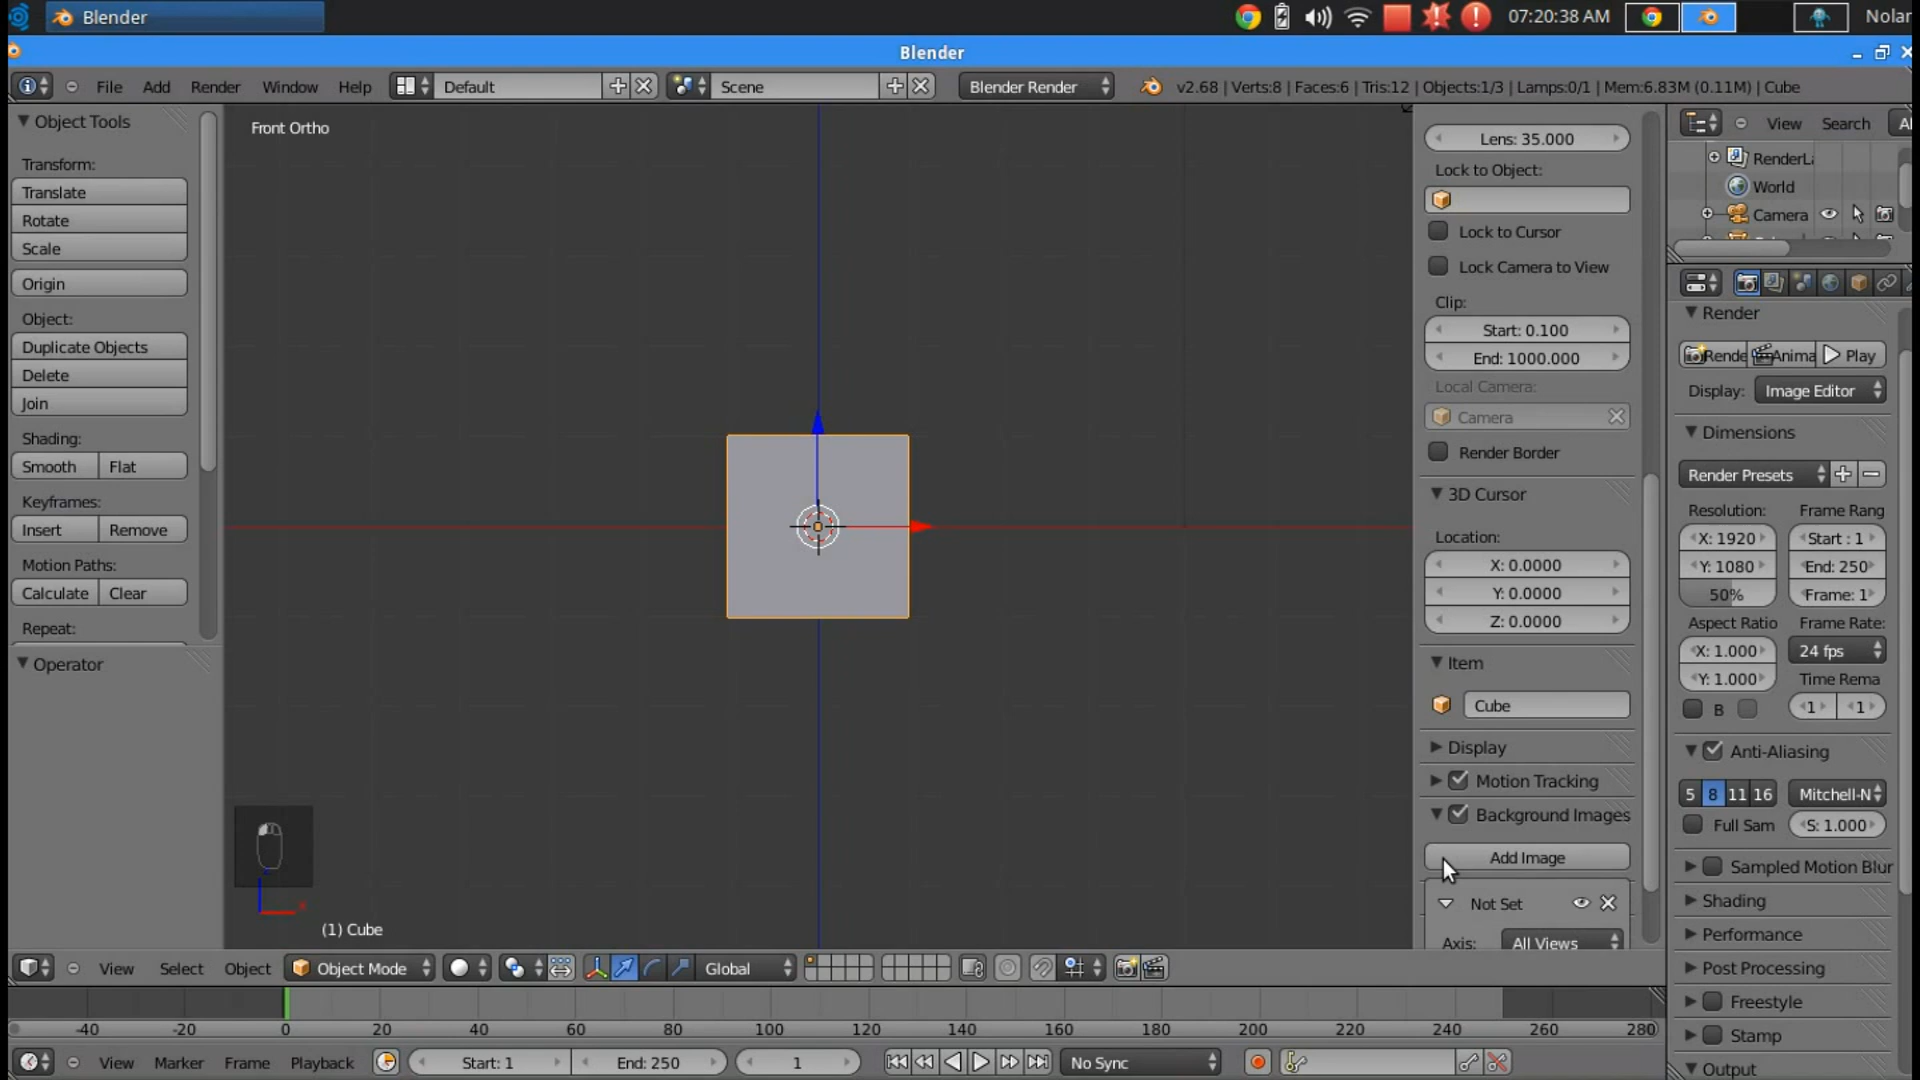 Blender
07:20:38 AM
Nolar
Blender
File Add Render Window Help
Default
Scene
Blender Render
v2.68 | Verts:8 | Faces:6 | Tris:12 | Objects:1/3 | Lamps:0/1 | Mem:6.83M (0.11M) | Cube
Object Tools
Transform:
Translate
Rotate
Scale
Origin
Object:
Duplicate Objects
Delete
Join
Shading:
Smooth Flat
Keyframes:
Insert Remove
Motion Paths:
Calculate Clear
Repeat:
Operator
Front Ortho
(1) Cube
Lens: 35.000
Lock to Object:
Lock to Cursor
Lock Camera to View
Clip:
Start: 0.100
End: 1000.000
Local Camera:
Camera
Render Border
3D Cursor
Location:
X: 0.0000
Y: 0.0000
Z: 0.0000
Item
Cube
Display
Motion Tracking
Background Images
Add Image
Not Set
Axis: All Views
View Search Al
RenderLa
World
Camera
Render
Rende Anima Play
Display: Image Editor
Dimensions
Render Presets
Resolution: Frame Rang
X: 1920 Start : 1
Y: 1080 End: 250
50% Frame: 1
Aspect Ratio Frame Rate:
X: 1.000 24 fps
Y: 1.000 Time Rema
B 1 1
Anti-Aliasing
5 8 11 16 Mitchell-N
Full Sam S: 1.000
Sampled Motion Blur
Shading
Performance
Post Processing
Freestyle
Stamp
Output
View Select Object Object Mode Global
-40 -20 0 20 40 60 80 100 120 140 160 180 200 220 240 260 280
View Marker Frame Playback Start: 1 End: 250 1 No Sync